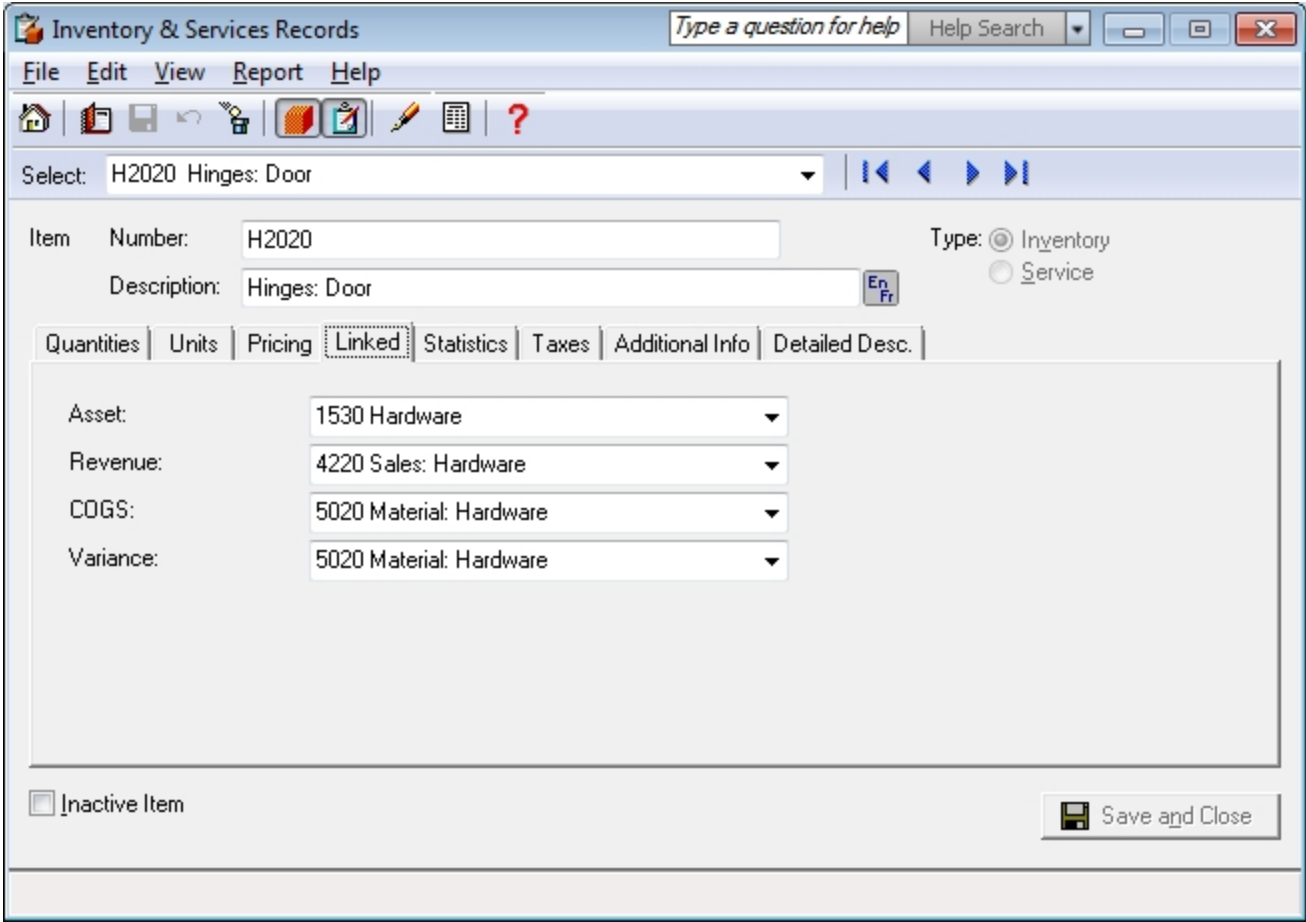 Inventory & Services Records Type a question for help Help Search
File Edit View Report Help
?
Select: H2020 Hinges: Door
Item Number: H2020 Type: Inventory
Description: Hinges: Door En Fr Service
Quantities Units Pricing Linked Statistics Taxes Additional Info Detailed Desc.
Asset: 1530 Hardware
Revenue: 4220 Sales: Hardware
COGS: 5020 Material: Hardware
Variance: 5020 Material: Hardware
Inactive Item
Save and Close